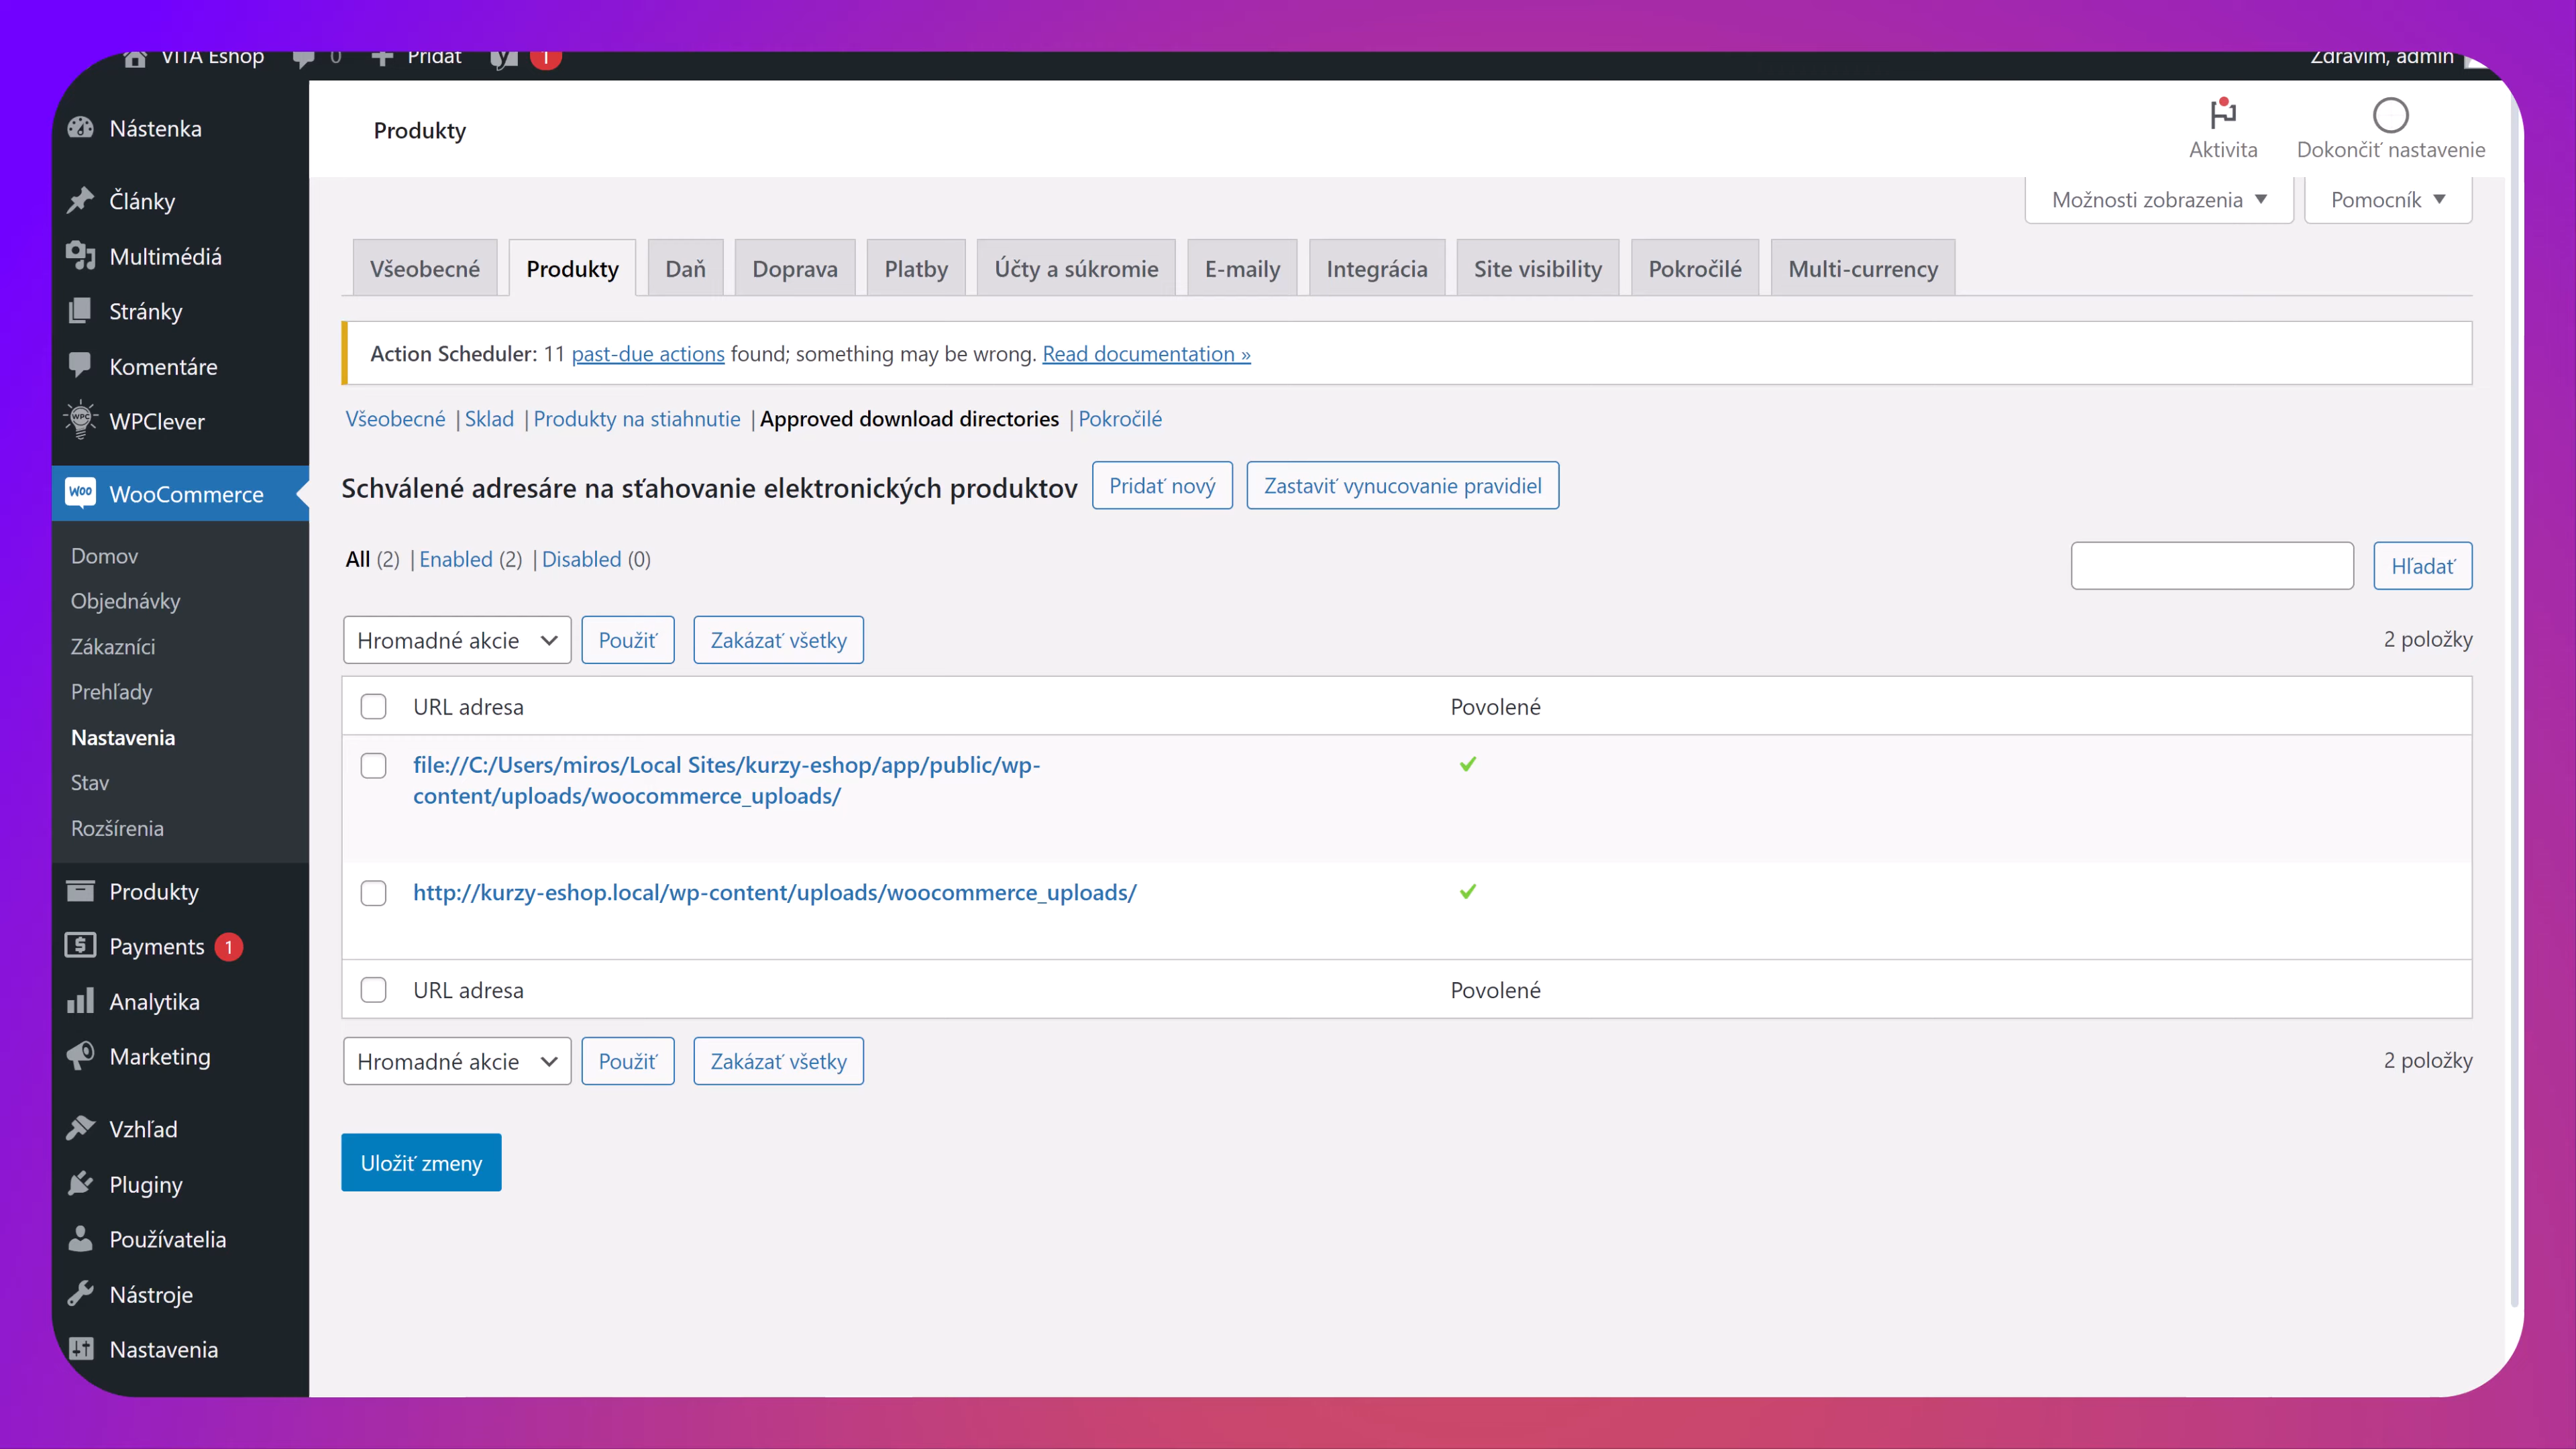 VITA Eshop 0 Pridať 1 Zdravím, admin
Produkty
Aktivita
Dokončiť nastavenie
Možnosti zobrazenia
Pomocník
Nástenka
Články
Multimédiá
Stránky
Komentáre
WPClever
WooCommerce
Domov
Objednávky
Zákazníci
Prehľady
Nastavenia
Stav
Rozšírenia
Produkty
Payments 1
Analytika
Marketing
Vzhľad
Pluginy
Používatelia
Nástroje
Nastavenia
Všeobecné Produkty Daň Doprava Platby Účty a súkromie E-maily Integrácia Site visibility Pokročilé Multi-currency
Action Scheduler: 11 past-due actions found; something may be wrong. Read documentation »
Všeobecné | Sklad | Produkty na stiahnutie | Approved download directories | Pokročilé
Schválené adresáre na sťahovanie elektronických produktov Pridať nový Zastaviť vynucovanie pravidiel
All (2) | Enabled (2) | Disabled (0)
Hľadať
Hromadné akcie Použiť Zakázať všetky 2 položky
URL adresa Povolené
file://C:/Users/miros/Local Sites/kurzy-eshop/app/public/wp-
content/uploads/woocommerce_uploads/
http://kurzy-eshop.local/wp-content/uploads/woocommerce_uploads/
URL adresa Povolené
Hromadné akcie Použiť Zakázať všetky 2 položky
Uložiť zmeny